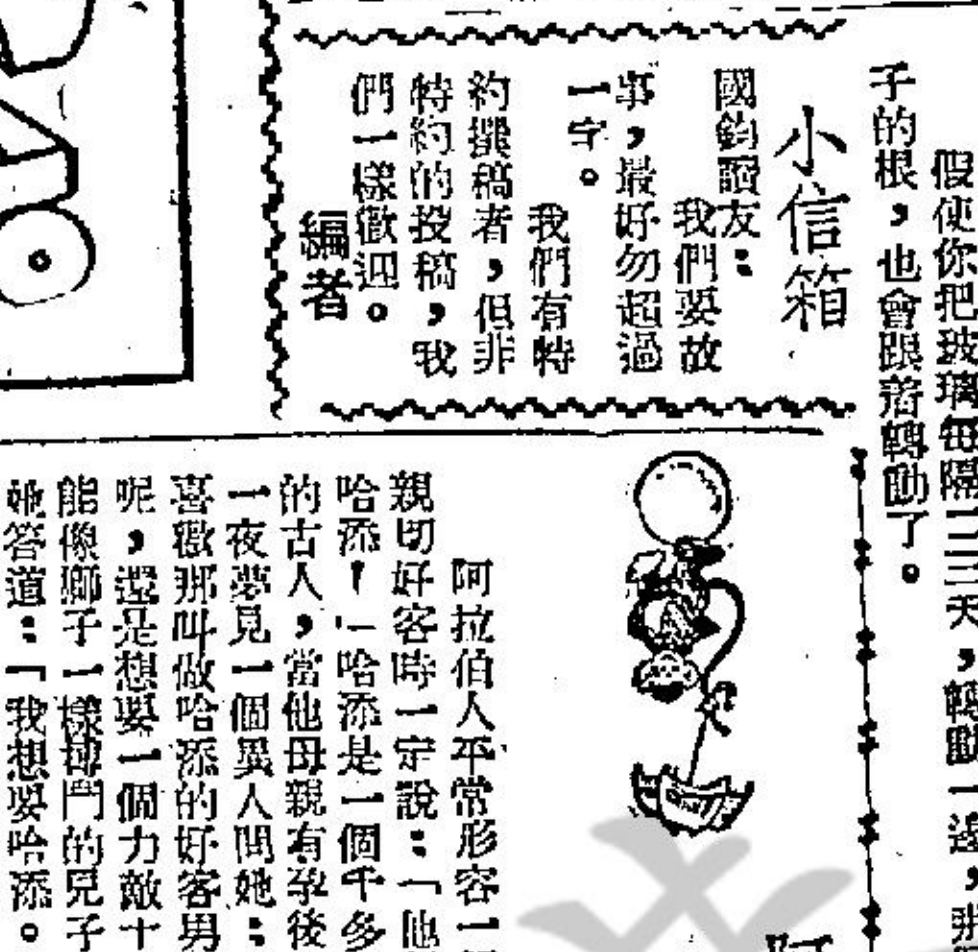 假使你把玻璃每隔二三天，轉動一邊，
子的根，也會跟着轉動了。
小信箱
國鈞讀友：
我們要故
事，最好勿超過
一字。
我們有特
約撰稿者，但非
特約的投稿，我
們一樣歡迎。
編者
阿拉伯人平常形容一
親切好客時一定說：「他
哈添！」哈添是一個千多
的古人，當他母親有孕後
一夜夢見一個異人問她：
喜歡那叫做哈添的好客男
呢，還是想要一個力敵十
能像獅子一樣搏鬥的兒子
她答道：「我想要哈添。